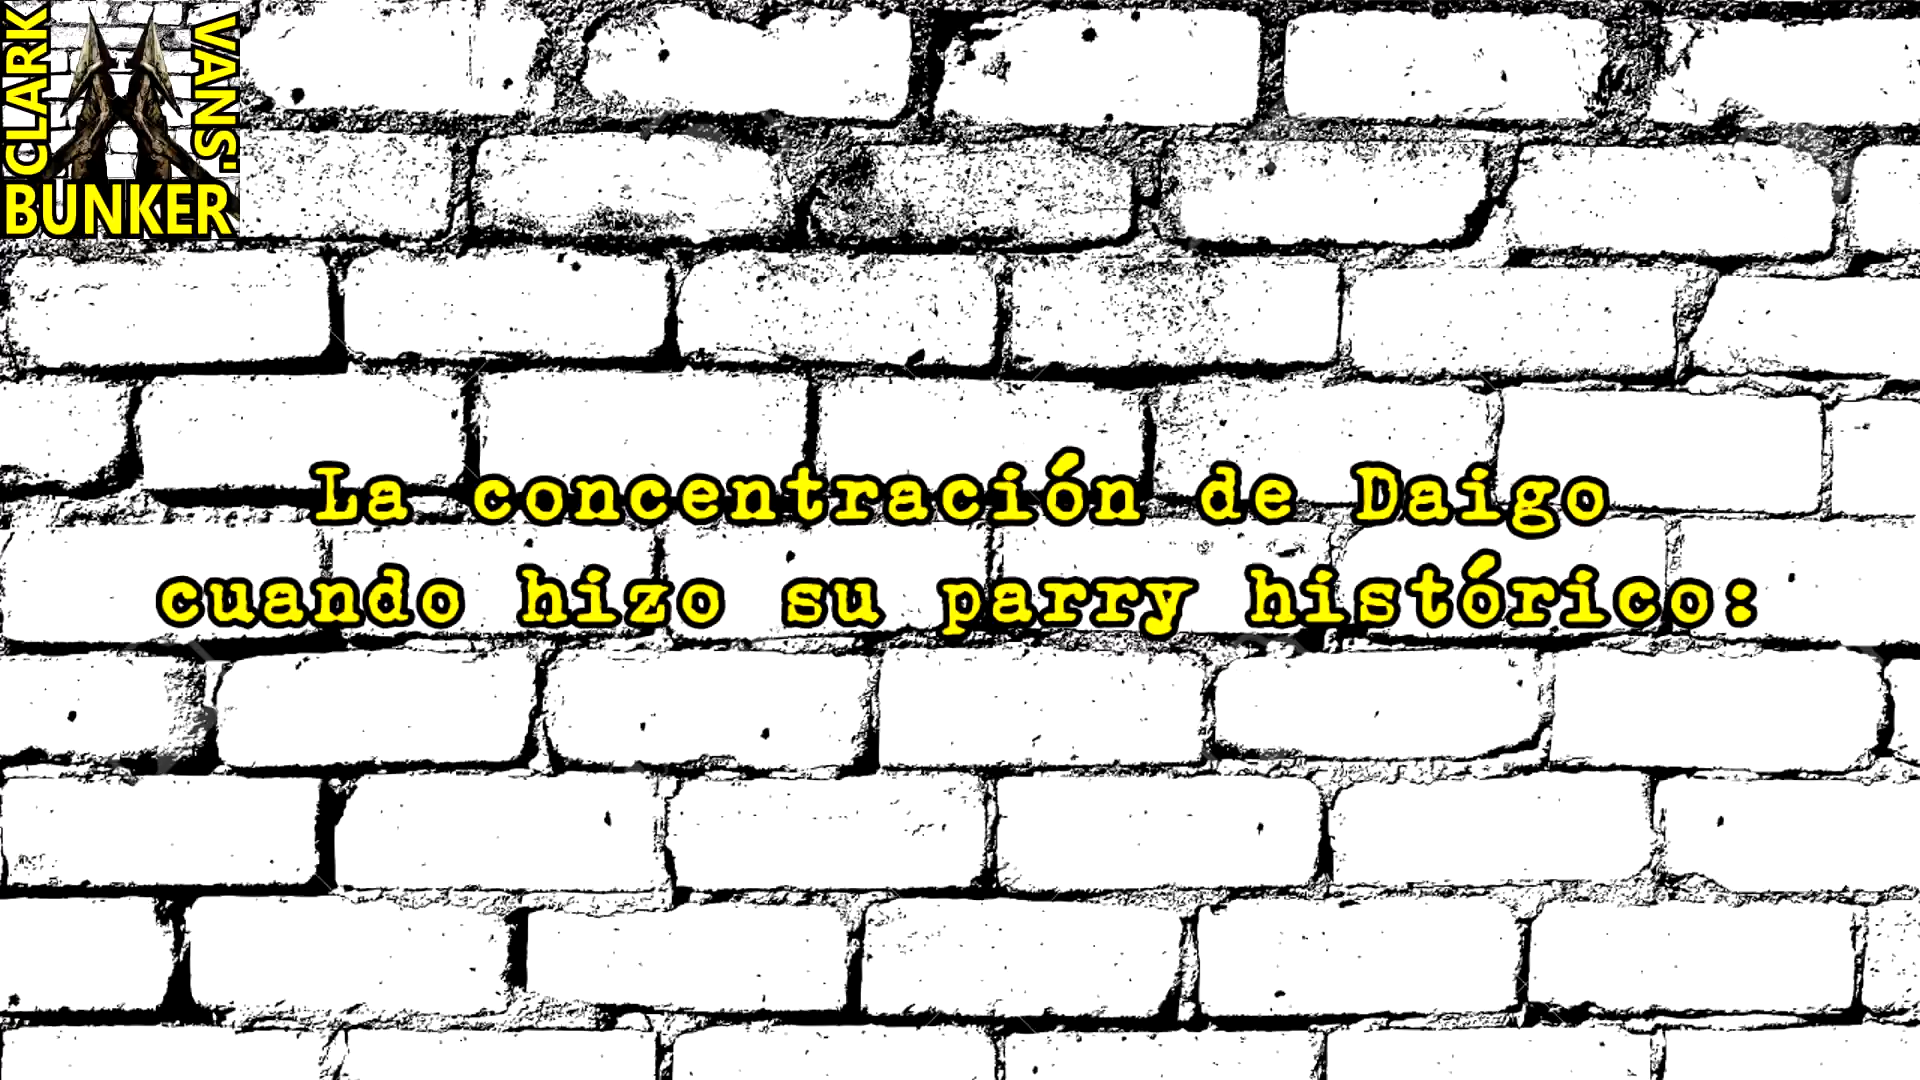 CLARK
VANS'
BUNKER
La concentración de Daigo
cuando hizo su parry histórico: